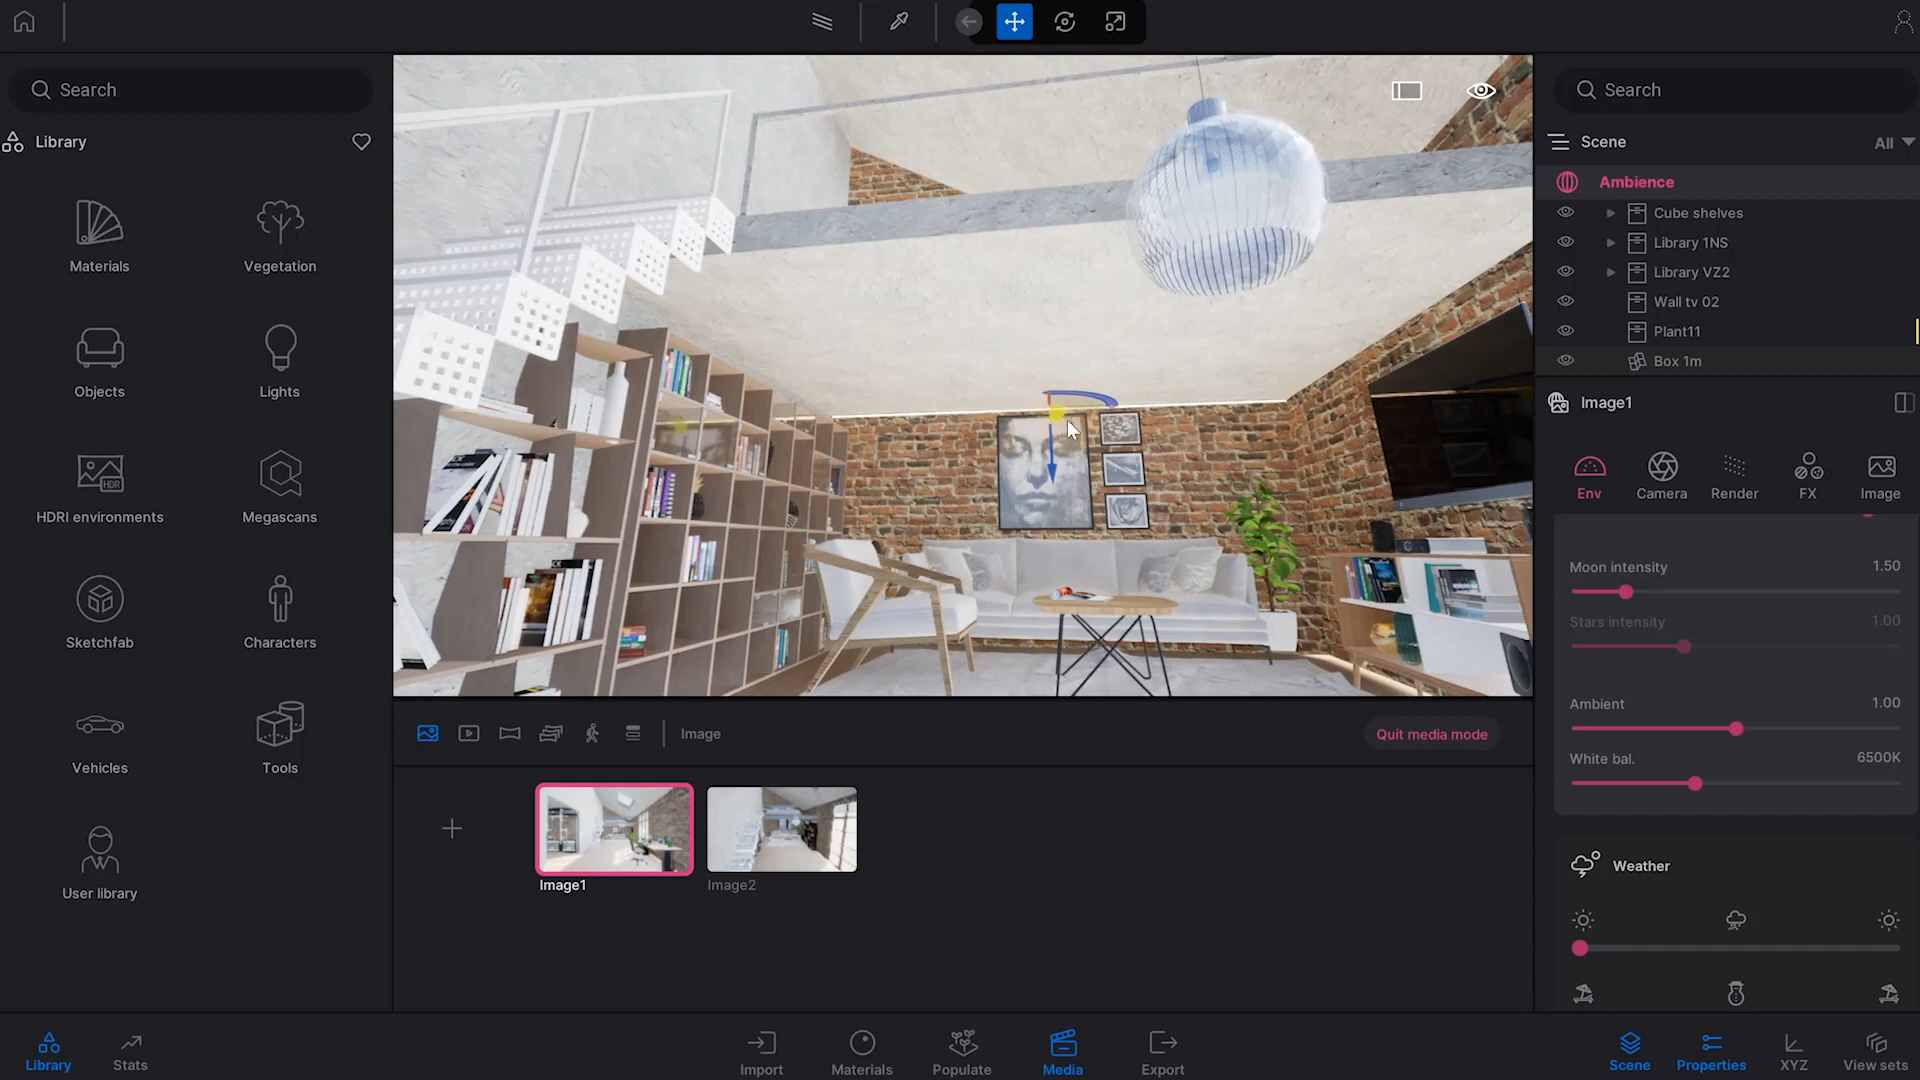 Search
Library
Materials
Vegetation
Objects
Lights
HDR
HDRI environments
Megascans
Sketchfab
Characters
Vehicles
Tools
User library
Image
Quit media mode
Image1
Image2
Search
Scene
All
Ambience
Cube shelves
Library 1NS
Library VZ2
Wall tv 02
Plant11
Box 1m
Image1
Env
Camera
Render
FX
Image
Moon intensity 1.50
Stars intensity 1.00
Ambient 1.00
White bal. 6500K
Weather
Library
Stats
Import
Materials
Populate
Media
Export
Scene
Properties
XYZ
View sets